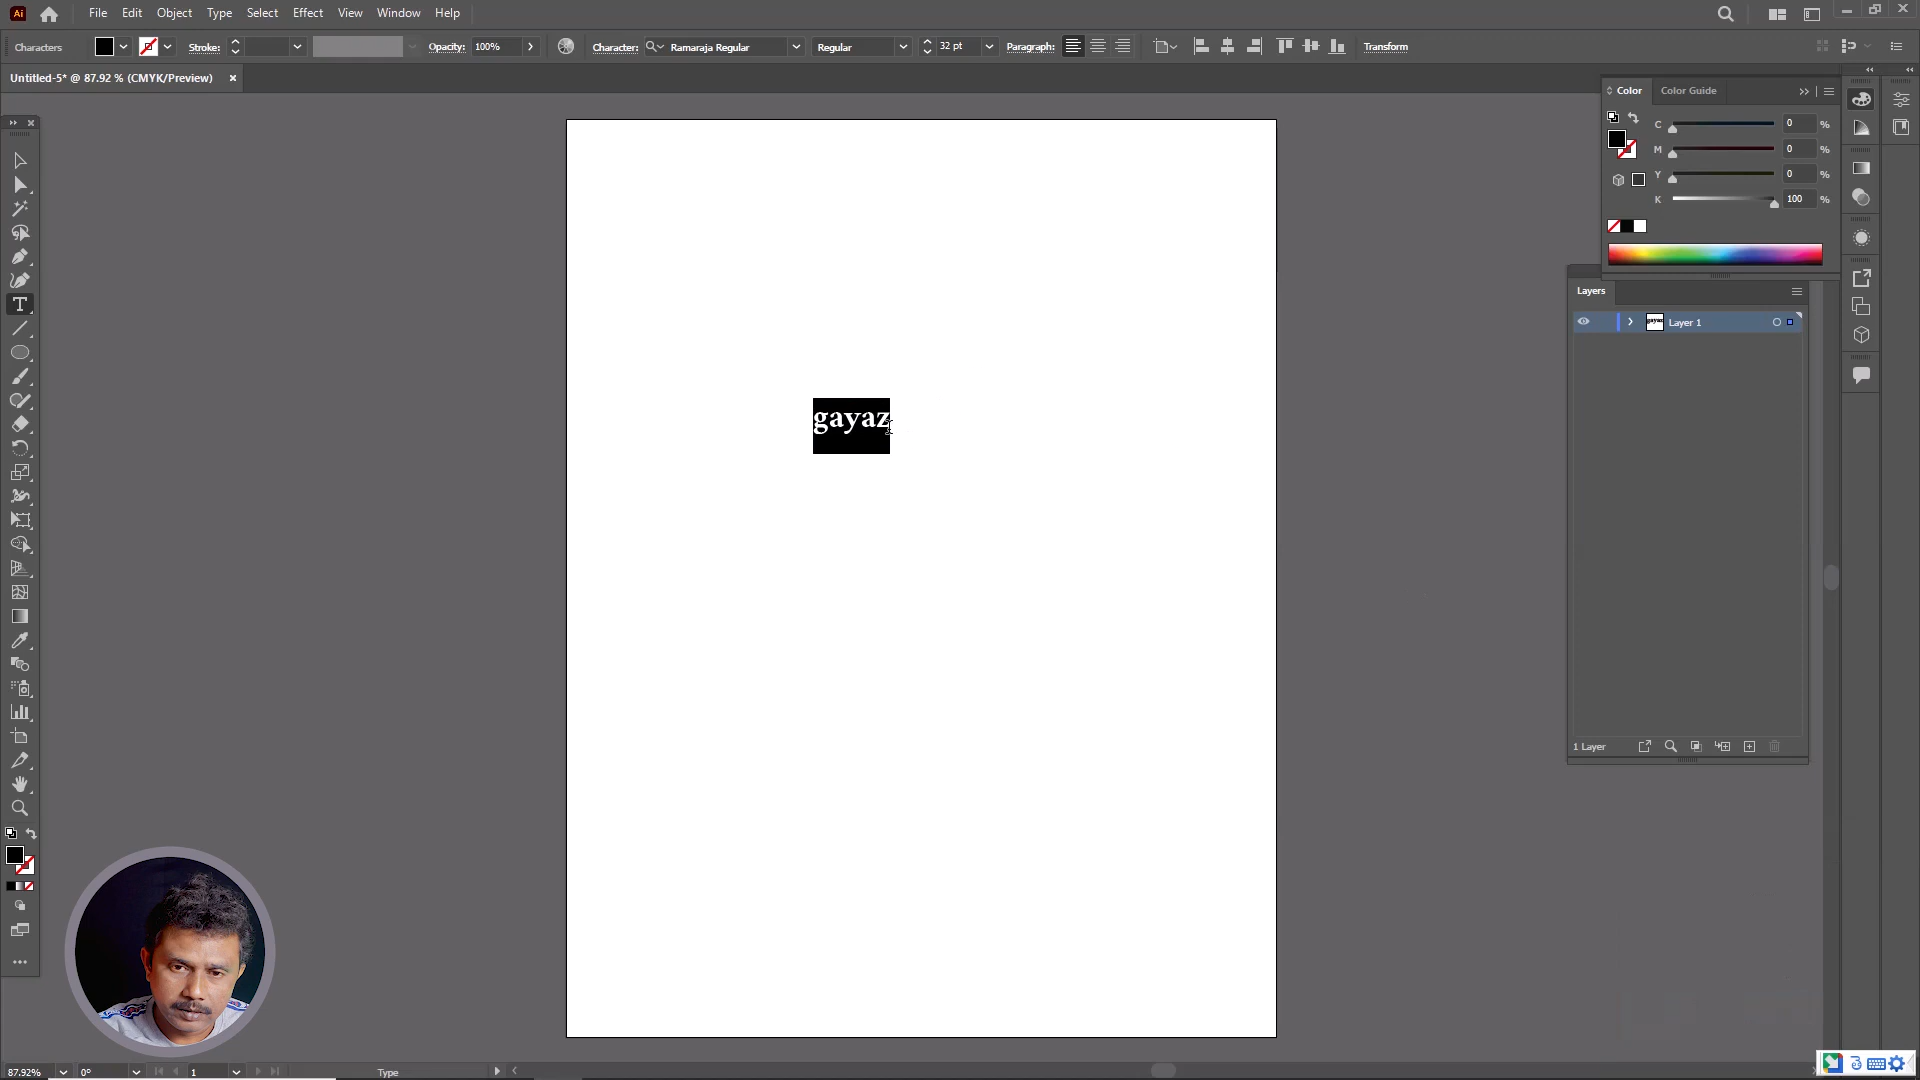 Ai File Edit Object Type Select Effect View Window Help
Characters Stroke: Opacity: 100% Character: Ramaraja Regular Regular 32 pt Paragraph: Transform
Untitled-5* @ 87.92 % (CMYK/Preview)
Color Color Guide
C 0 %
M 0 %
Y 0 %
K 100 %
Layers
Layer 1
gayaz
1 Layer
87.92% 0° 1 Type